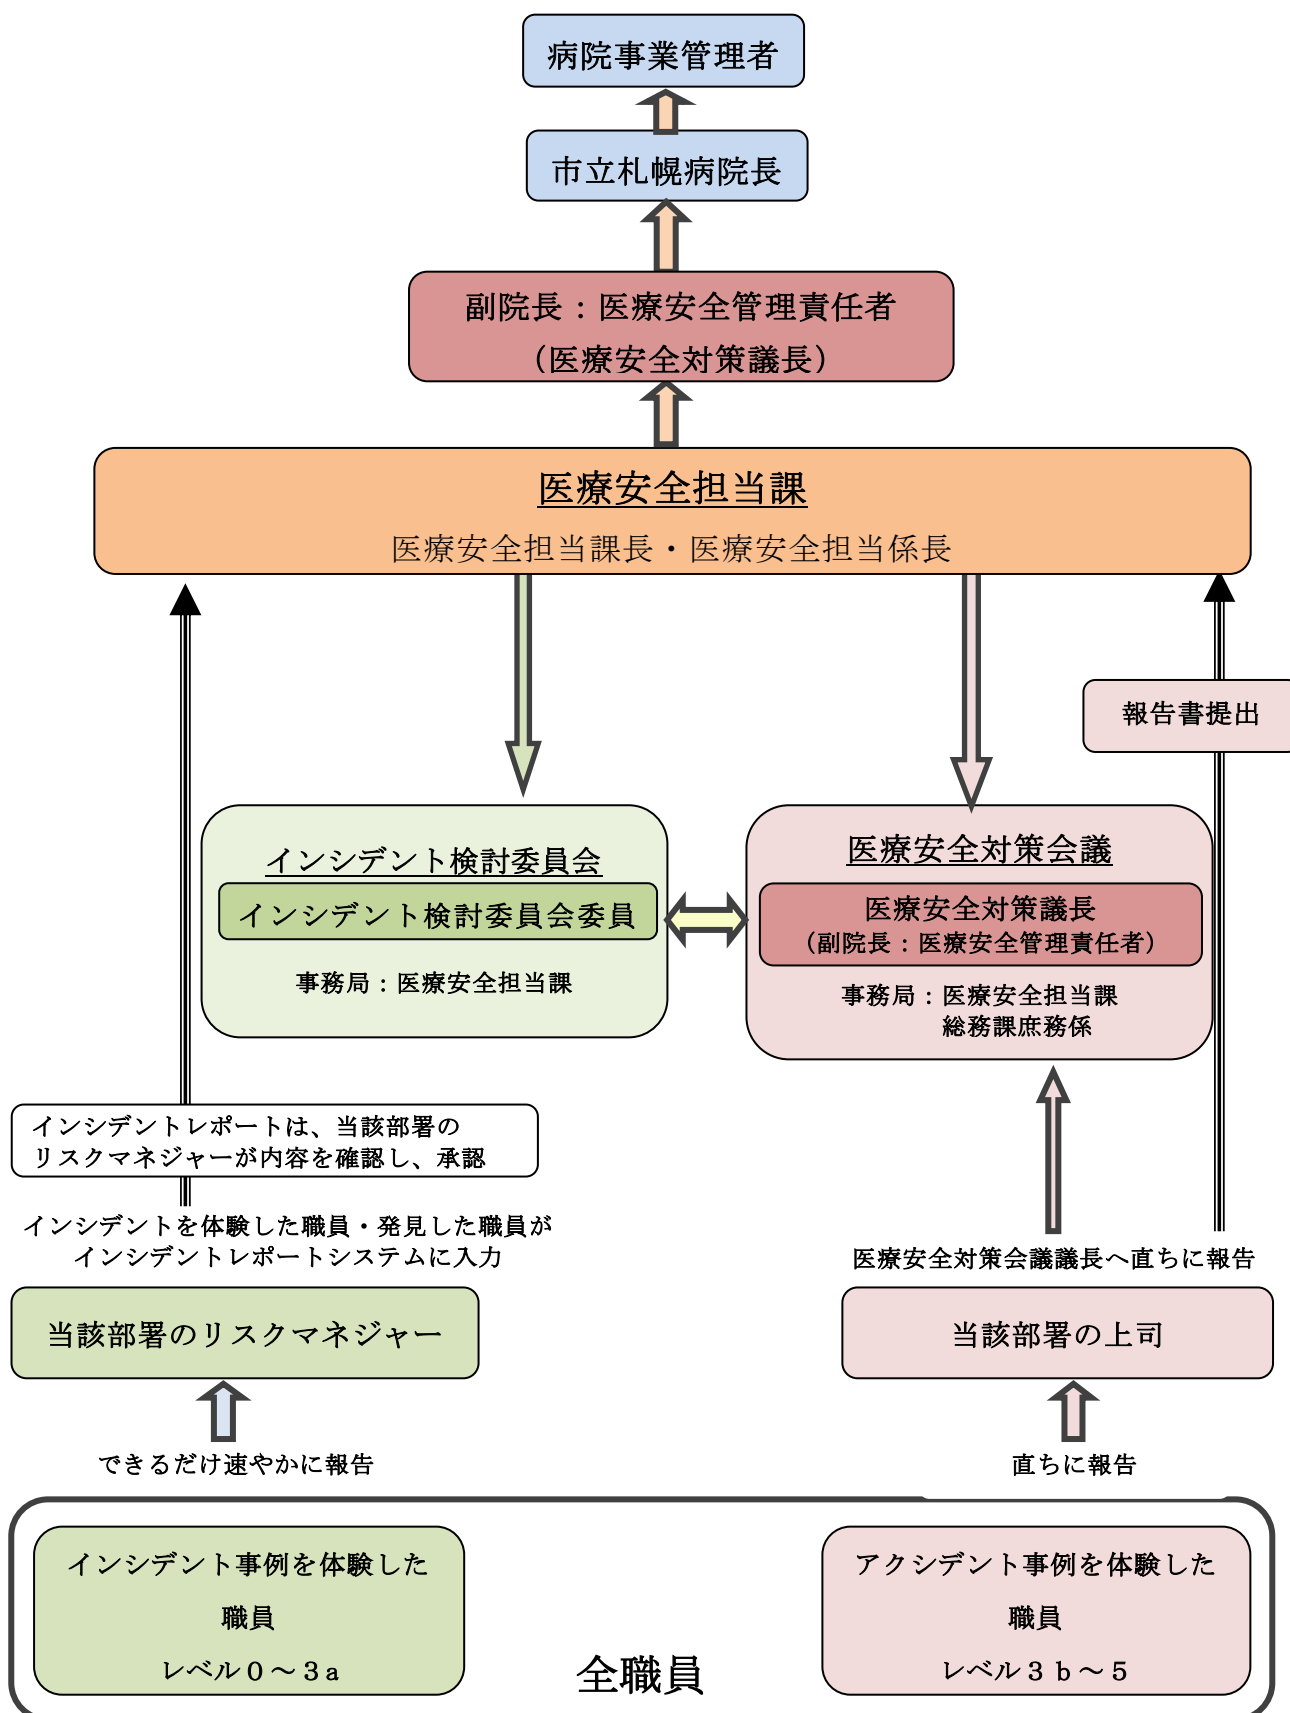 病院事業管理者
市立札幌病院長
副院長：医療安全管理責任者
（医療安全対策議長）
医療安全担当課
医療安全担当課長・医療安全担当係長
報告書提出
インシデント検討委員会
インシデント検討委員会委員
事務局：医療安全担当課
医療安全対策会議
医療安全対策議長
（副院長：医療安全管理責任者）
事務局：医療安全担当課
総務課庶務係
インシデントレポートは、当該部署の
リスクマネジャーが内容を確認し、承認
インシデントを体験した職員・発見した職員が
インシデントレポートシステムに入力
医療安全対策会議議長へ直ちに報告
当該部署のリスクマネジャー
当該部署の上司
できるだけ速やかに報告
直ちに報告
インシデント事例を体験した
職員
レベル０～３a
アクシデント事例を体験した
職員
レベル３ｂ～５
全職員